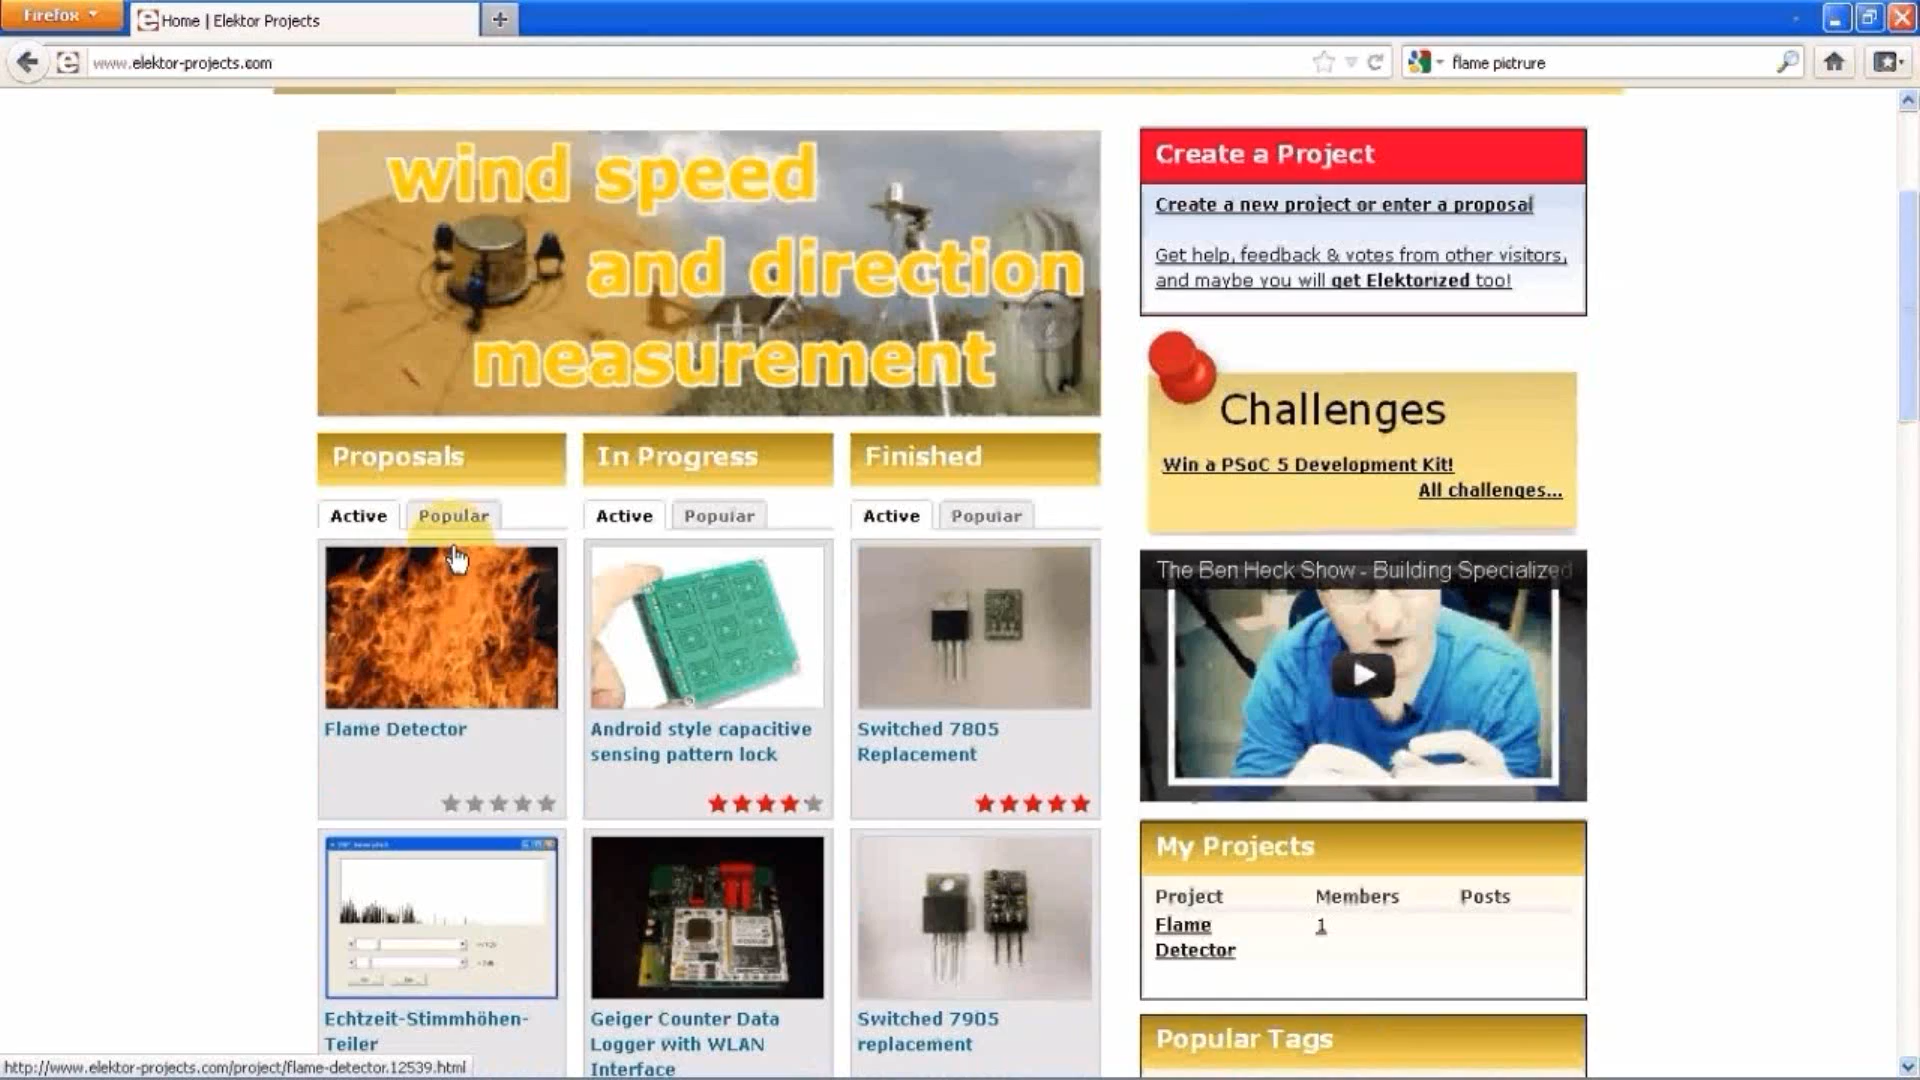 Firefox
Home | Elektor Projects
www.elektor-projects.com
flame pictrure
wind speed
and direction
measurement
Create a Project
Create a new project or enter a proposal
Get help, feedback & votes from other visitors,
and maybe you will get Elektorized too!
Challenges
Win a PSoC 5 Development Kit!
All challenges...
Proposals
In Progress
Finished
Active
Popular
Active
Popular
Active
Popular
Flame Detector
Android style capacitive
sensing pattern lock
Switched 7805
Replacement
The Ben Heck Show - Building Specialized
My Projects
Project Members Posts
Flame 1
Detector
Echtzeit-Stimmhöhen-
Teiler
Geiger Counter Data
Logger with WLAN
Interface
Switched 7905
replacement
Popular Tags
http://www.elektor-projects.com/project/flame-detector.12539.html